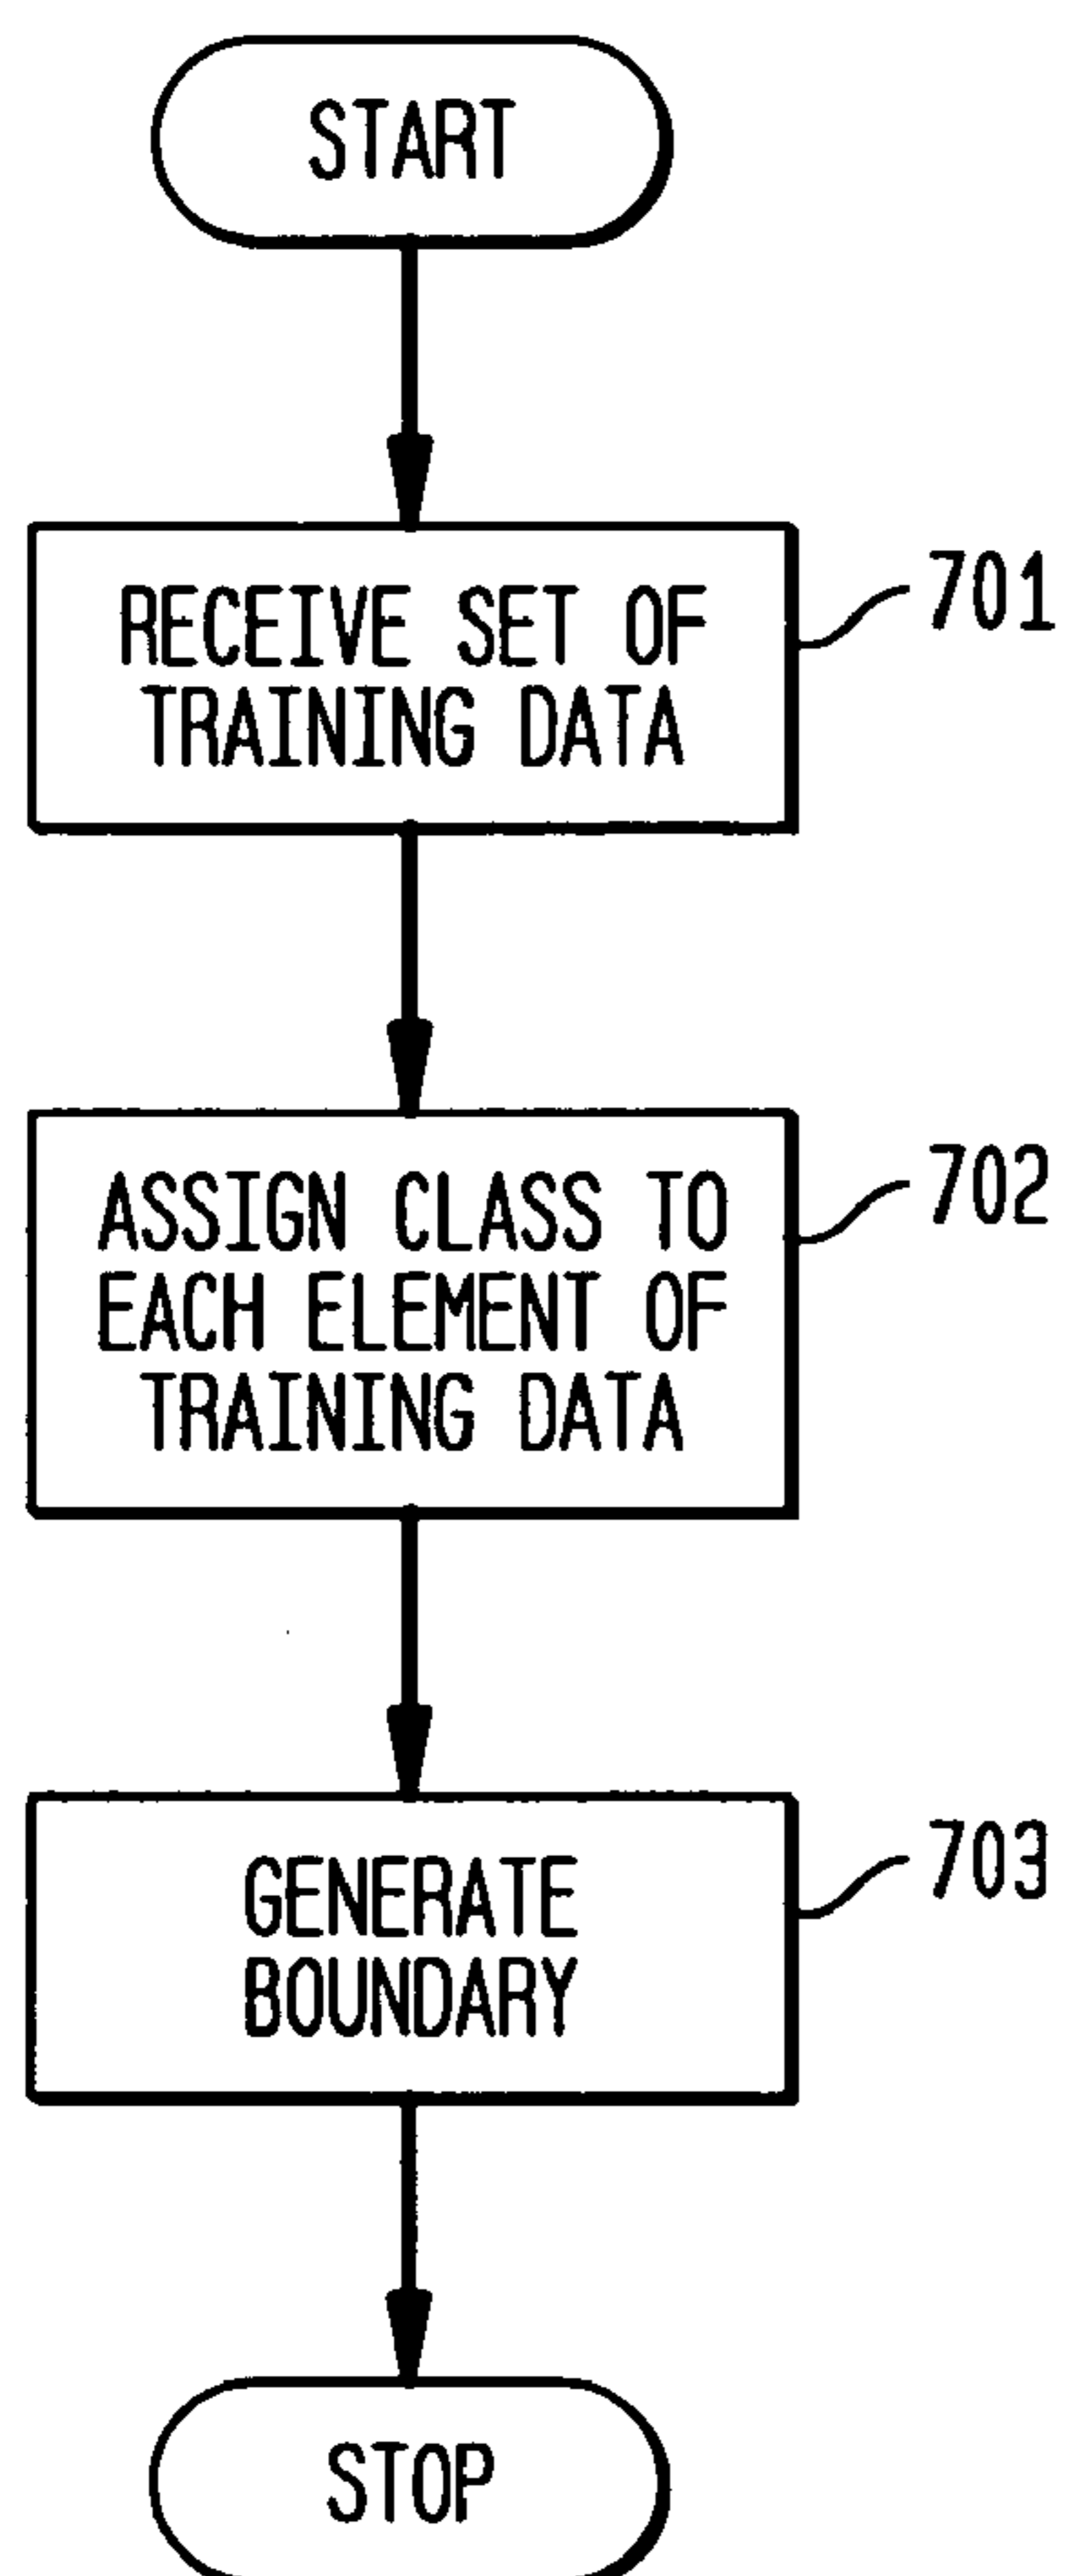 START
RECEIVE SET OF
TRAINING DATA
701
ASSIGN CLASS TO
EACH ELEMENT OF
TRAINING DATA
702
GENERATE
BOUNDARY
703
STOP